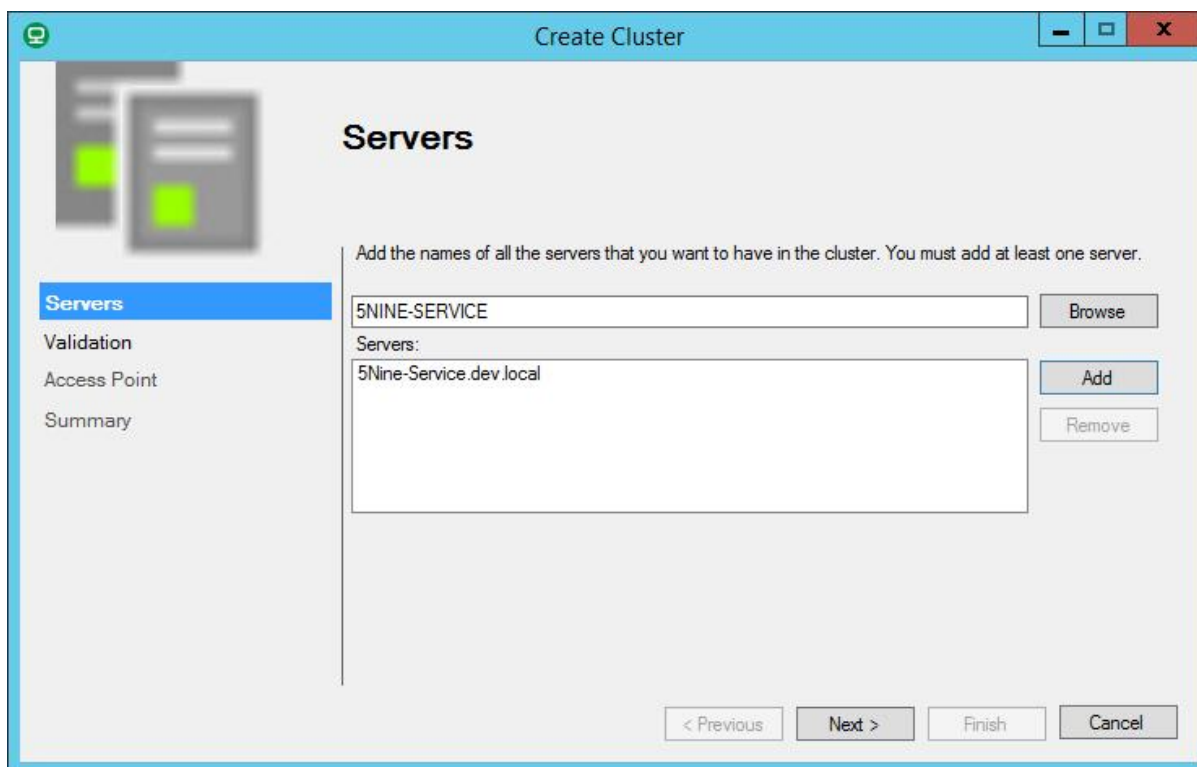 Create Cluster
Servers
Add the names of all the servers that you want to have in the cluster. You must add at least one server.
Servers
Validation
Access Point
Summary
5NINE-SERVICE
Browse
Servers:
5Nine-Service.dev.local
Add
Remove
< Previous
Next >
Finish
Cancel